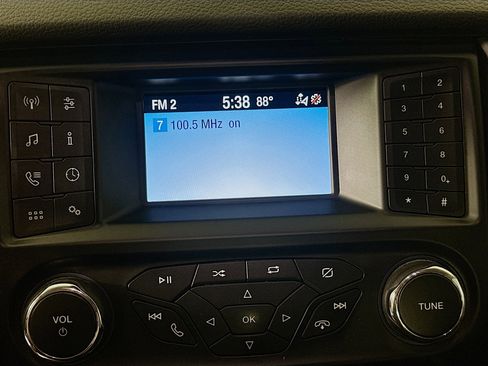 FM 2 5:38 88°
7 100.5 MHz on
1 2
3 4
5 6
7 8
9 0+
* #
VOL
OK
TUNE